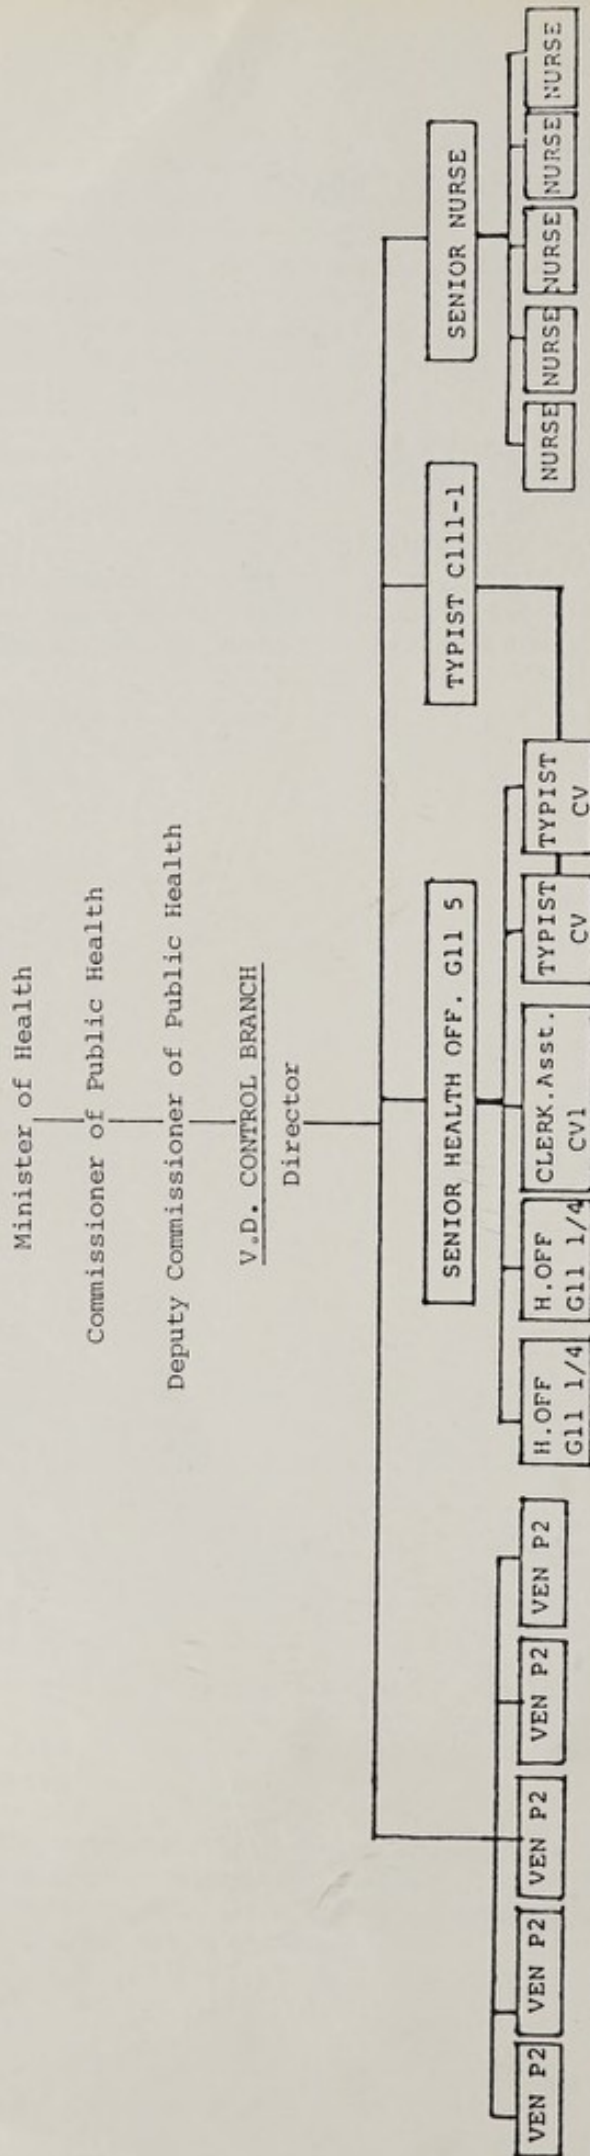 Minister of Health
Commissioner of Public Health
Deputy Commissioner of Public Health
V.D. CONTROL BRANCH
Director
SENIOR HEALTH OFF. G11 5
TYPIST C111-1
SENIOR NURSE
VEN P2
VEN P2
VEN P2
VEN P2
VEN P2
H.OFF
G11 1/4
H.OFF
G11 1/4
CLERK.Asst.
CV1
TYPIST
CV
TYPIST
CV
NURSE
NURSE
NURSE
NURSE
NURSE